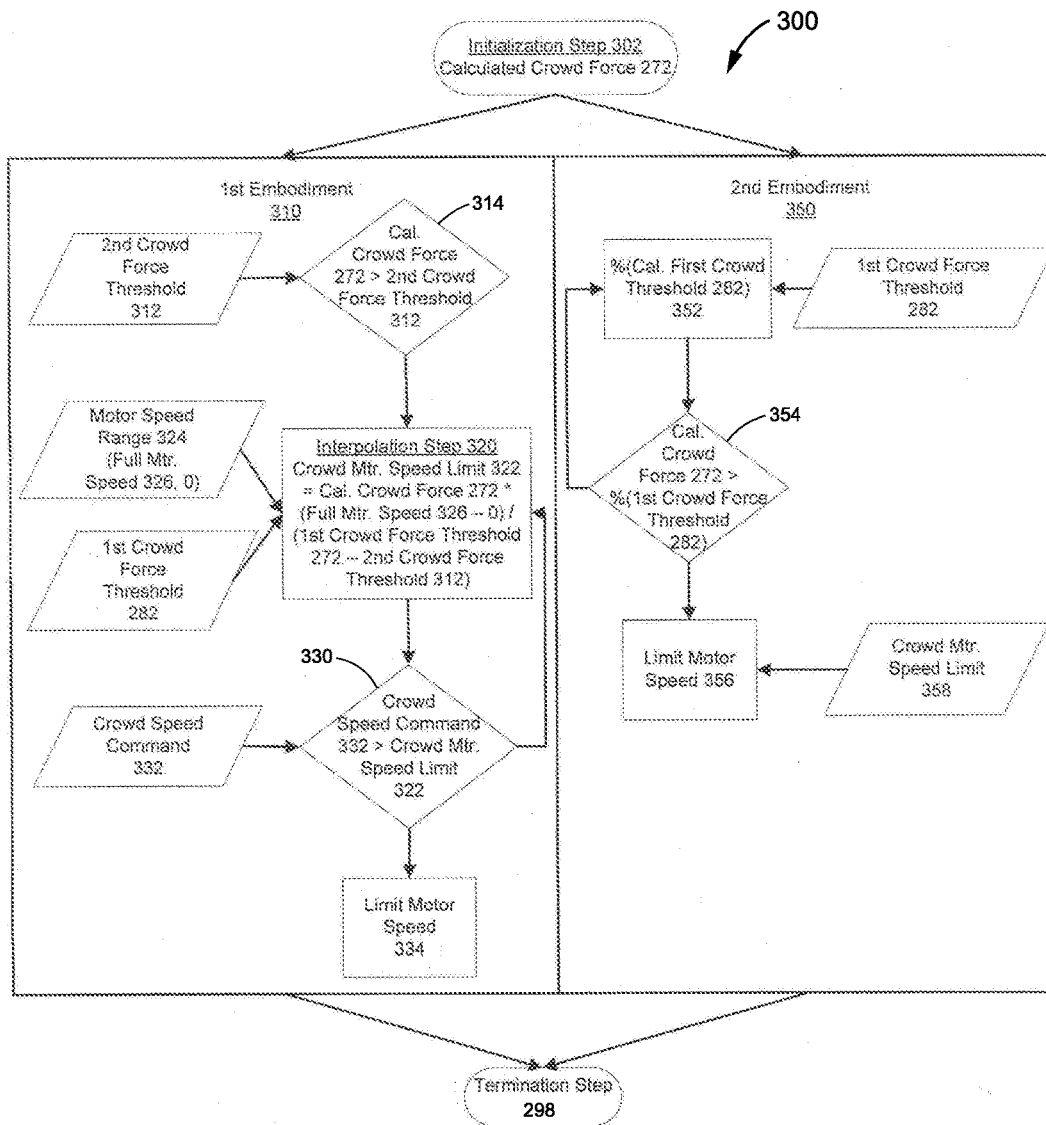 300
Initialization Step 302
Calculated Crowd Force 272
1st Embodiment
310
314
2nd Crowd
Force
Threshold
312
Cal.
Crowd Force
272 > 2nd Crowd
Force Threshold
312
Motor Speed
Range 324
(Full Mtr.
Speed 326, 0)
1st Crowd
Force
Threshold
282
Interpolation Step 320
Crowd Mtr. Speed Limit 322
= Cal. Crowd Force 272 *
(Full Mtr. Speed 326 – 0) /
(1st Crowd Force Threshold
272 – 2nd Crowd Force
Threshold 312)
330
Crowd Speed
Command
332
Crowd
Speed Command
332 > Crowd Mtr.
Speed Limit
322
Limit Motor
Speed
334
2nd Embodiment
350
%(Cal. First Crowd
Threshold 282)
352
1st Crowd Force
Threshold
282
354
Cal.
Crowd
Force 272 >
%(1st Crowd Force
Threshold
282)
Limit Motor
Speed 356
Crowd Mtr.
Speed Limit
358
Termination Step
298